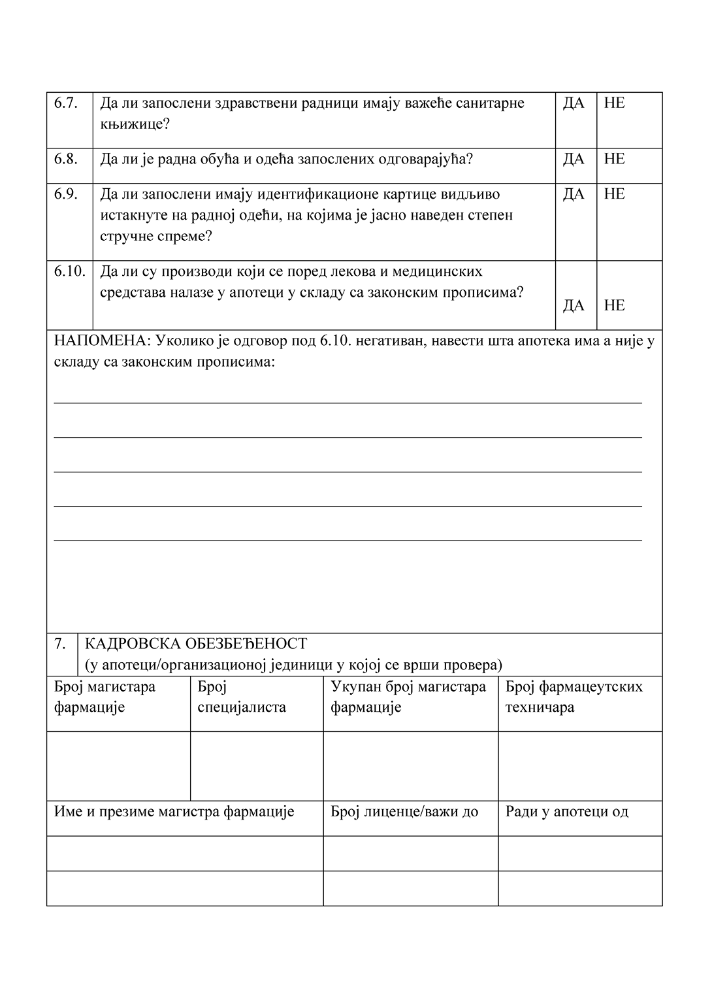 6.7. Да ли запослени здравствени радници имају важеће санитарне ДА НЕ
књижице?
6.8. Да ли је радна обућа и одећа запослених одговарајућа? ДА НЕ
6.9. Да ли запослени имају идентификационе картице видљиво ДА НЕ
истакнуте на радној одећи, на којима је јасно наведен степен
стручне спреме?
6.10. Да ли су производи који се поред лекова и медицинских
средстава налазе у апотеци у складу са законским прописима?
ДА НЕ
НАПОМЕНА: Уколико је одговор под 6.10. негативан, навести шта апотека има а није у
складу са законским прописима:
7. КАДРОВСКА ОБЕЗБЕЂЕНОСТ
(у апотеци/организационој јединици у којој се врши провера)
Број магистара Број Укупан број магистара Број фармацеутских
фармације специјалиста фармације техничара
Име и презиме магистра фармације Број лиценце/важи до Ради у апотеци од